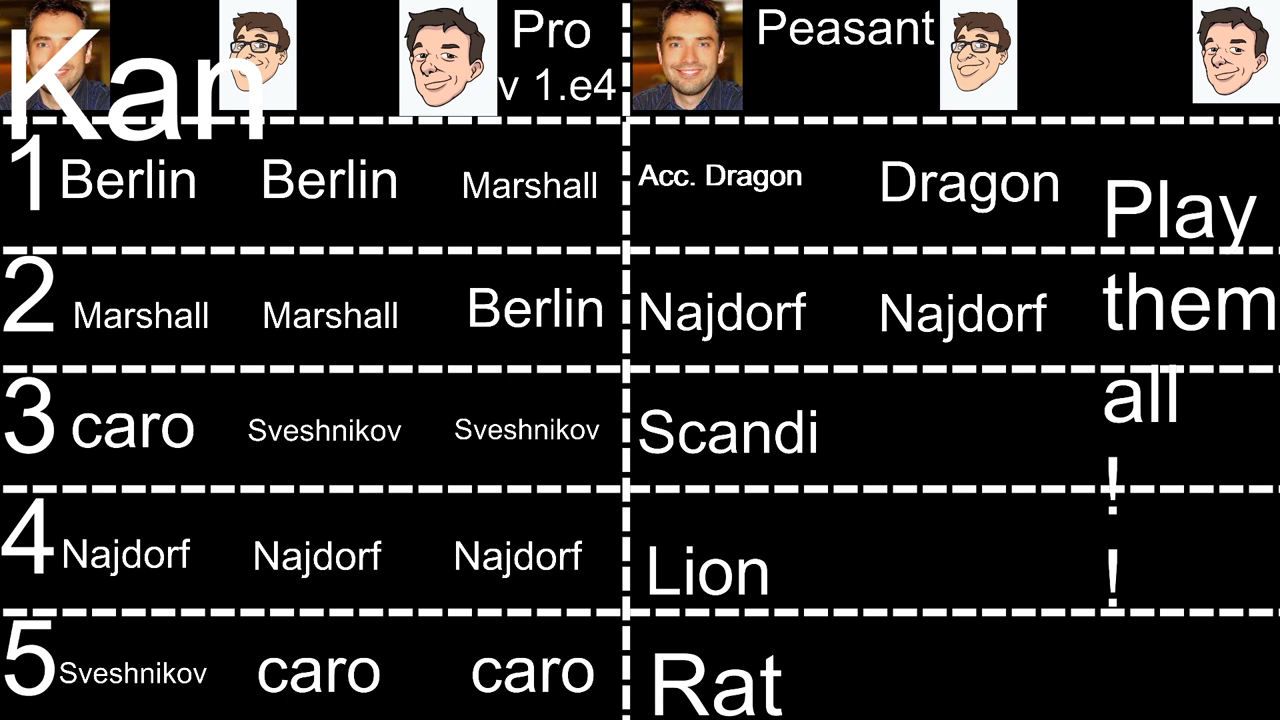 Kan
Pro
v 1.e4
Peasant
1 Berlin Berlin Marshall Acc. Dragon Dragon
2 Marshall Marshall Berlin Najdorf Najdorf
3 caro Sveshnikov Sveshnikov Scandi
4 Najdorf Najdorf Najdorf Lion
5 Sveshnikov caro caro Rat
Play
them
all
!
!